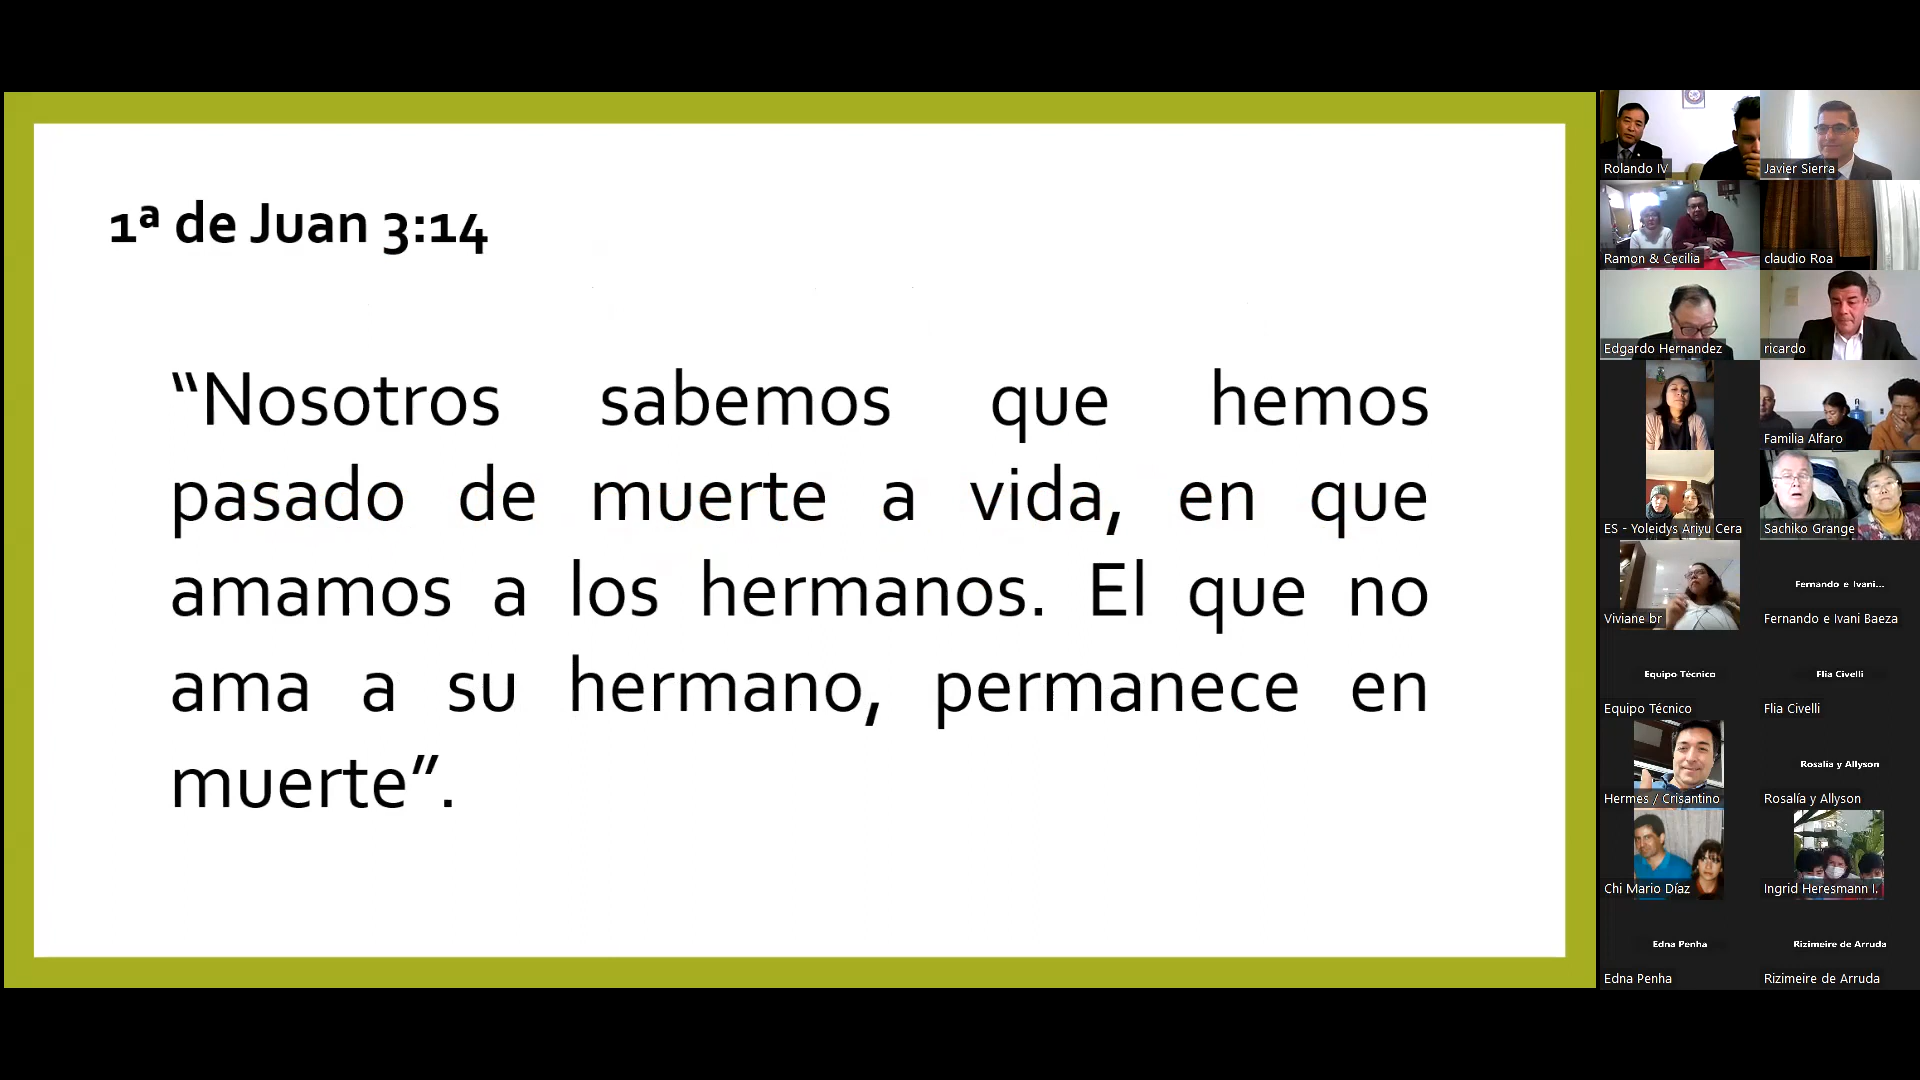 1ª de Juan 3:14
“Nosotros sabemos que hemos
pasado de muerte a vida, en que
amamos a los hermanos. El que no
ama a su hermano, permanece en
muerte”.
Rolando IV
Javier Sierra
Ramon & Cecilia
claudio Roa
Edgardo Hernandez
ricardo
Familia Alfaro
ES - Yoleidys Ariyu Cera
Sachiko Grange
Viviane br
Fernando e Ivani...
Fernando e Ivani Baeza
Equipo Técnico
Equipo Técnico
Flia Civelli
Flia Civelli
Hermes / Crisantino
Rosalía y Allyson
Rosalía y Allyson
Chi Mario Díaz
Ingrid Heresmann I.
Edna Penha
Edna Penha
Rizimeire de Arruda
Rizimeire de Arruda